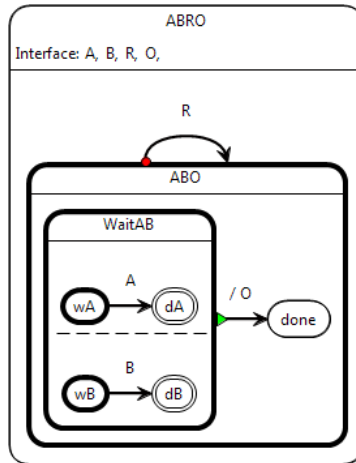 ABRO
Interface: A, B, R, O,
R
ABO
WaitAB
A
wA dA
/ O
done
B
wB dB